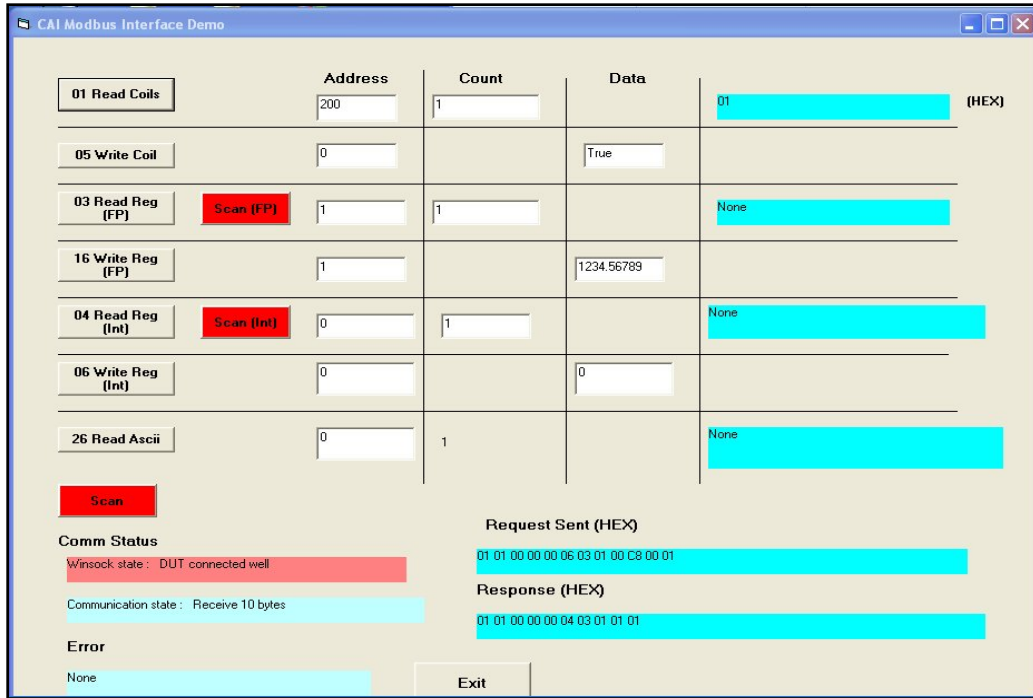 CAI Modbus Interface Demo
Address Count Data
01 Read Coils 200 1 01 (HEX)
05 Write Coil 0 True
03 Read Reg (FP) Scan (FP) 1 1 None
16 Write Reg (FP) 1 1234.56789
04 Read Reg (Int) Scan (Int) 0 1 None
06 Write Reg (Int) 0 0
26 Read Ascii 0 1 None
Scan
Request Sent (HEX)
Comm Status
01 01 00 00 00 06 03 01 00 C8 00 01
Winsock state : DUT connected well
Response (HEX)
Communication state : Receive 10 bytes
01 01 00 00 00 04 03 01 01 01
Error
None
Exit